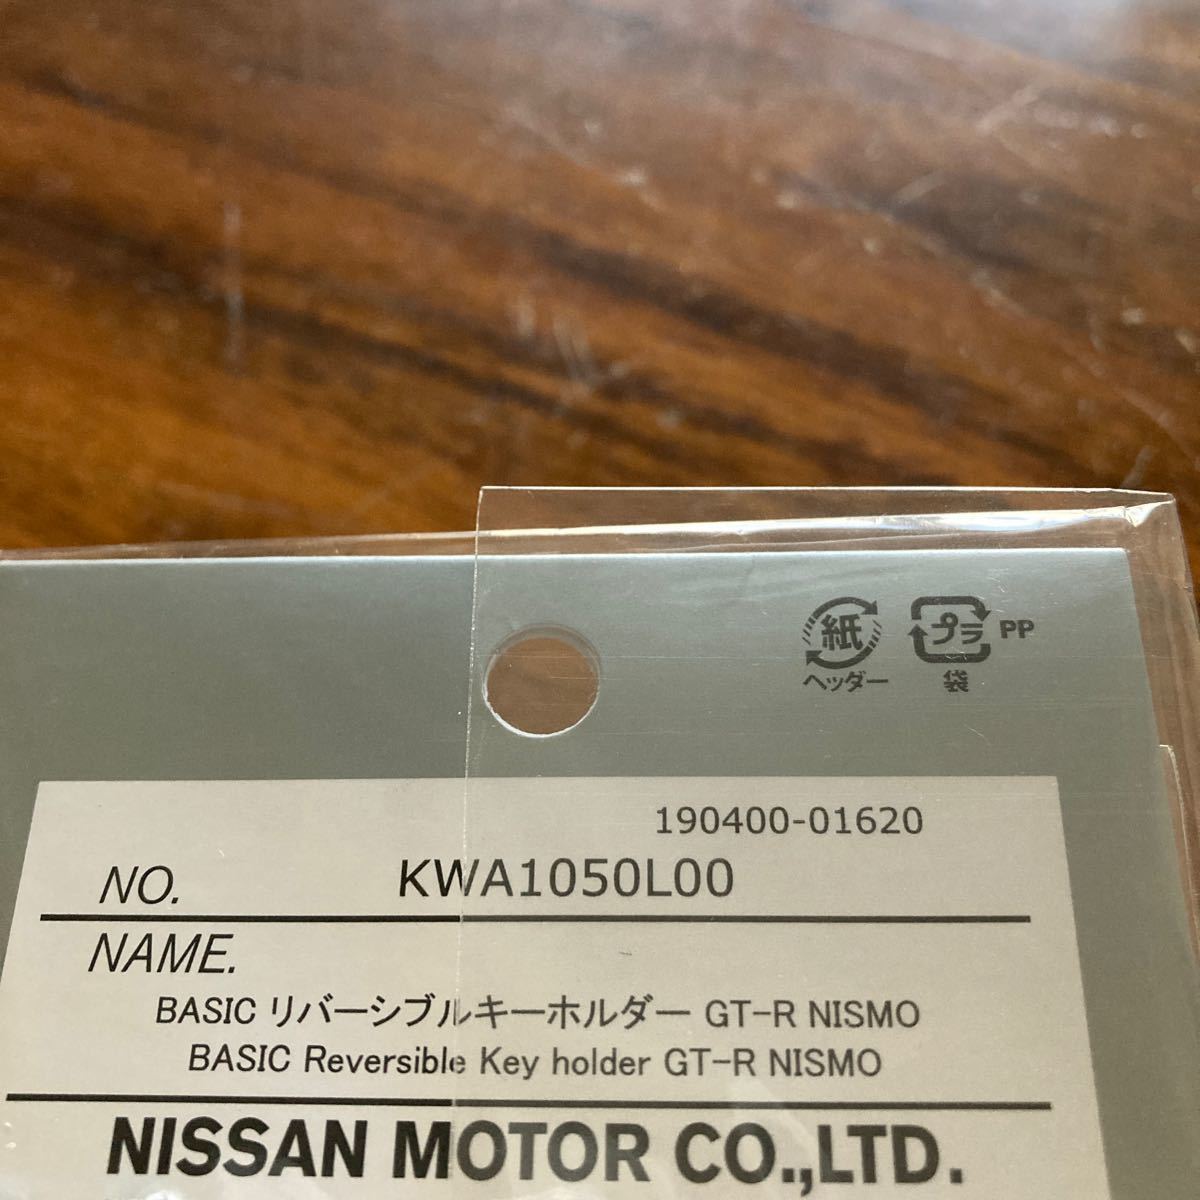 紙 プラ PP
ヘッダー 袋
190400-01620
NO. KWA1050L00
NAME.
BASIC リバーシブルキーホルダー GT-R NISMO
BASIC Reversible Key holder GT-R NISMO
NISSAN MOTOR CO.,LTD.